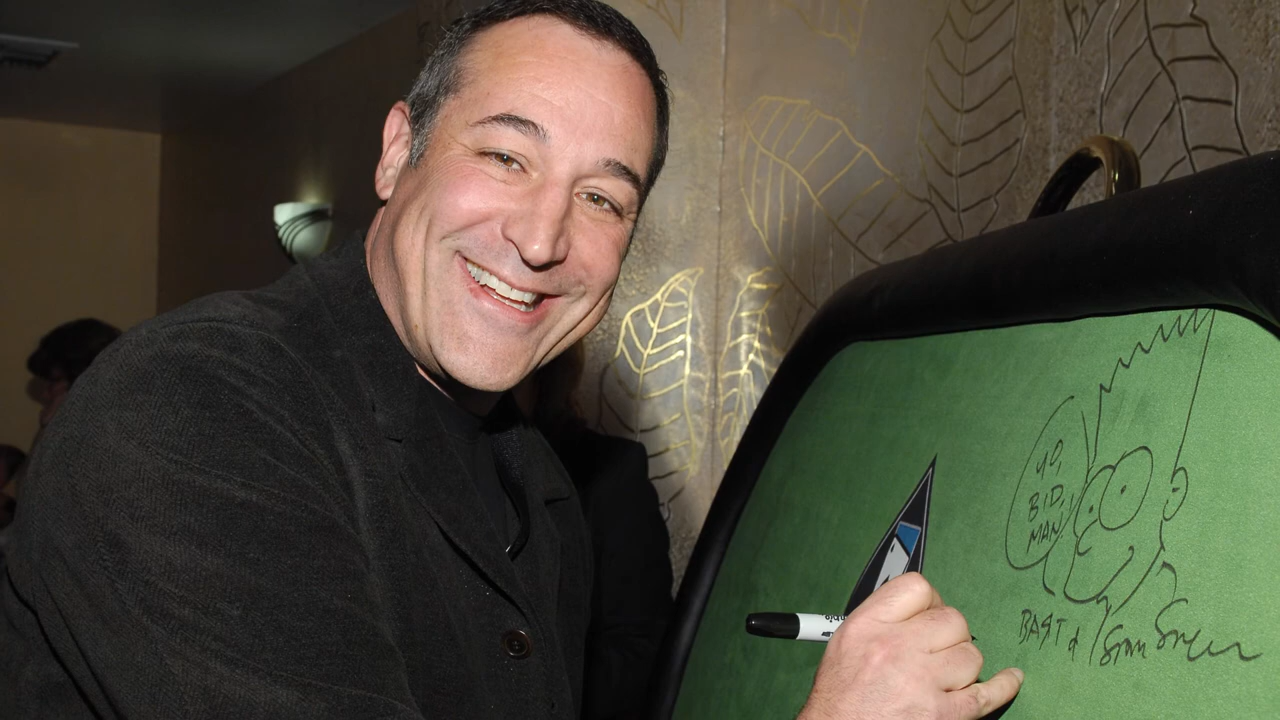 YO,
BID,
MAN!
BART &
Sam Simon